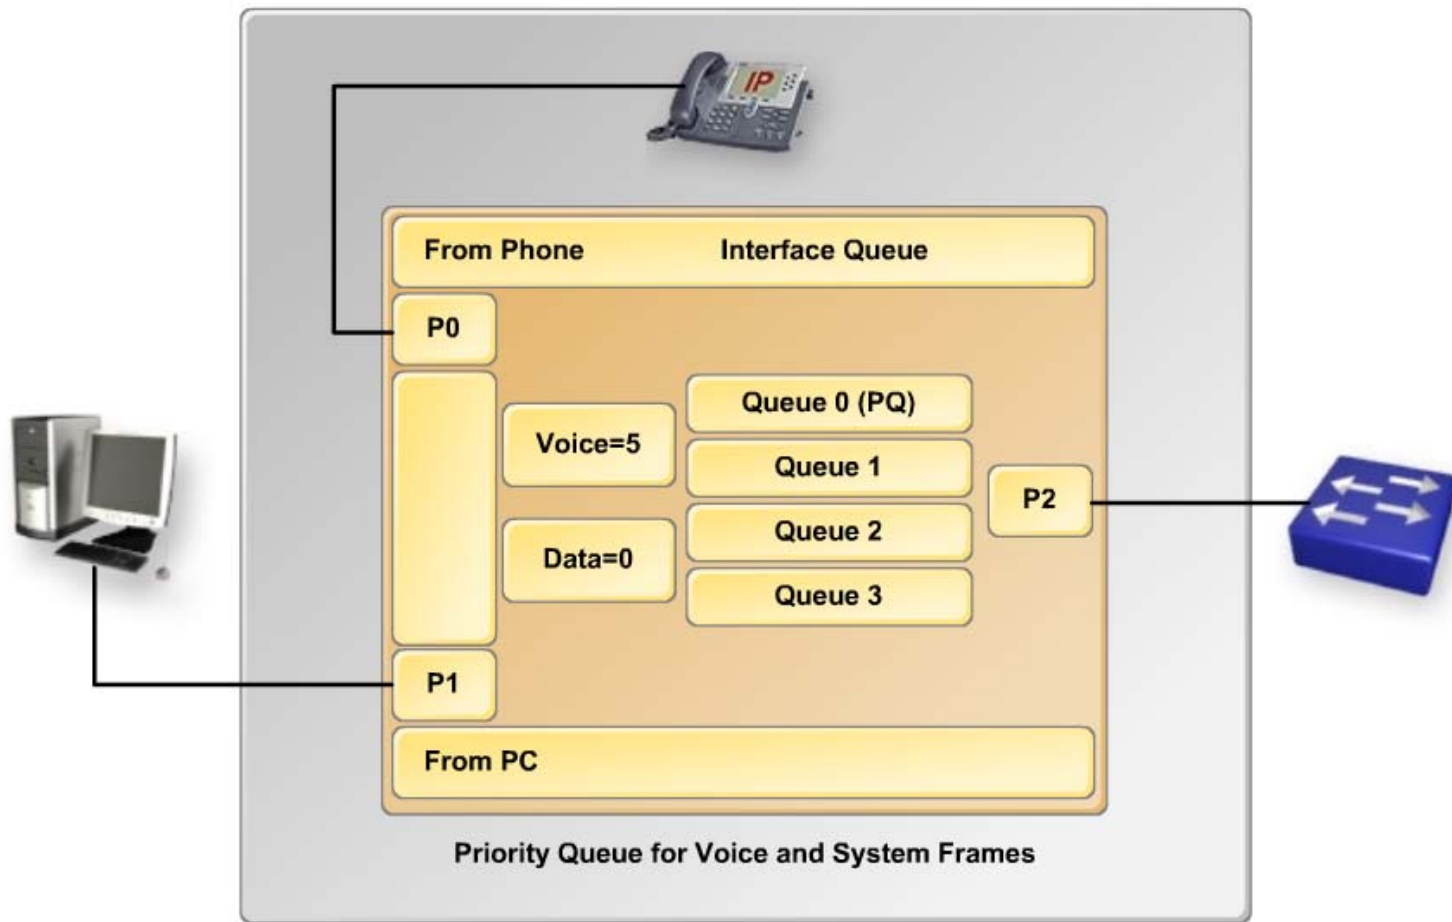 IP
From Phone Interface Queue
P0
Queue 0 (PQ)
Voice=5
Queue 1
P2
Queue 2
Data=0
Queue 3
P1
From PC
Priority Queue for Voice and System Frames